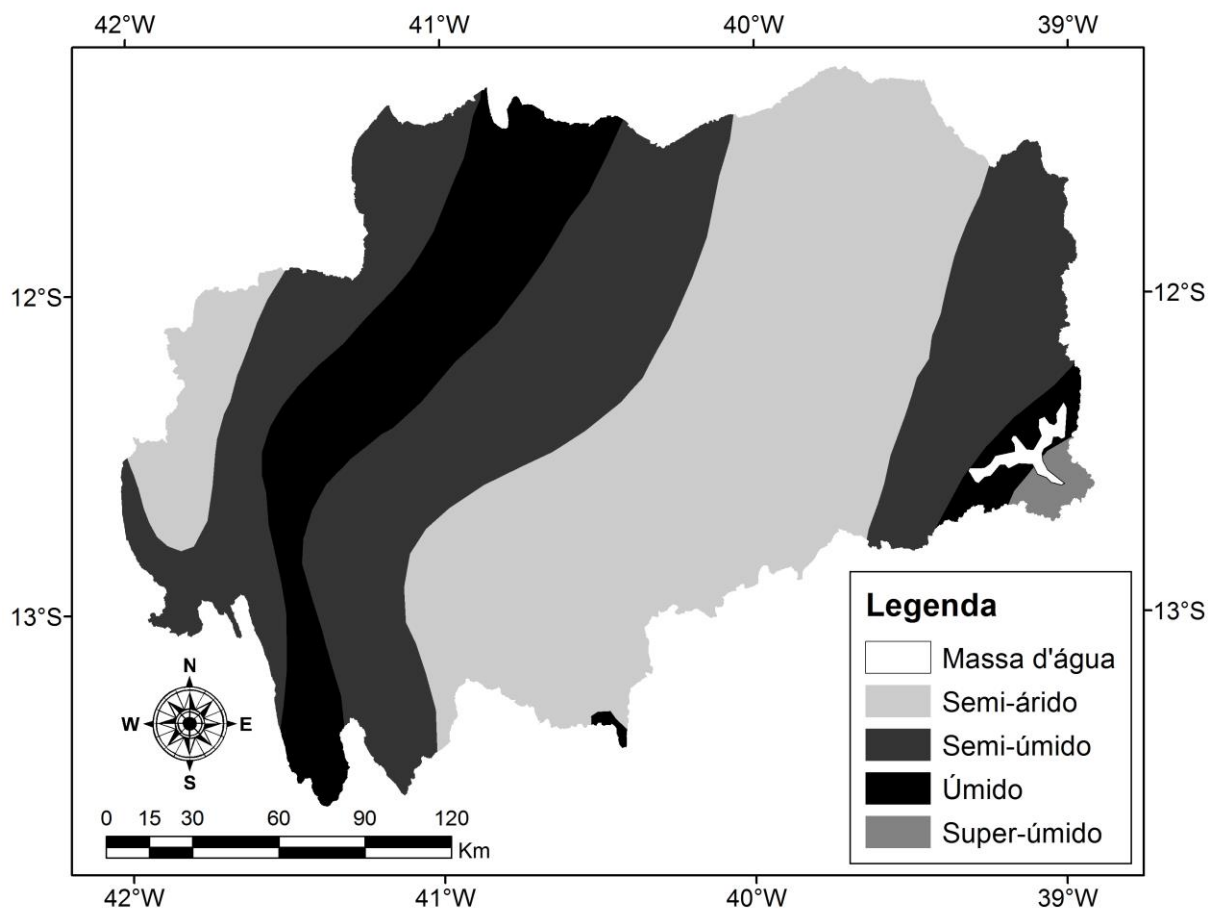 42°W 41°W 40°W 39°W
12°S 12°S
13°S 13°S
N
W E
S
0 15 30 60 90 120
Km
Legenda
Massa d'água
Semi-árido
Semi-úmido
Úmido
Super-úmido
42°W 41°W 40°W 39°W